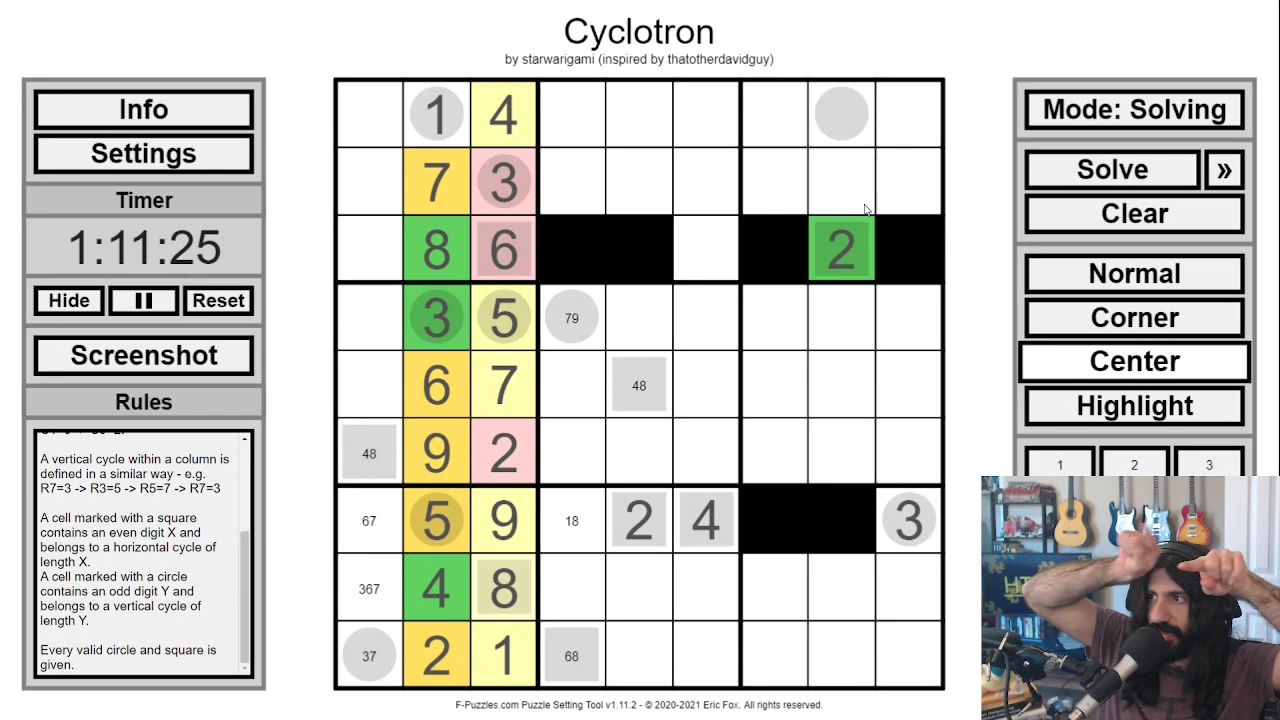 Cyclotron
by starwarigami (inspired by thatotherdavidguy)
Info
Settings
Timer
1:11:25
Hide
Reset
Screenshot
Rules
A vertical cycle within a column is
defined in a similar way - e.g.
R7=3 -> R3=5 -> R5=7 -> R7=3
A cell marked with a square
contains an even digit X and
belongs to a horizontal cycle of
length X.
A cell marked with a circle
contains an odd digit Y and
belongs to a vertical cycle of
length Y.
Every valid circle and square is
given.
1 4
7 3
8 6 2
3 5 79
6 7 48
48 9 2
67 5 9 18 2 4 3
367 4 8
37 2 1 68
Mode: Solving
Solve »
Clear
Normal
Corner
Center
Highlight
1 2 3
F-Puzzles.com Puzzle Setting Tool v1.11.2 - © 2020-2021 Eric Fox. All rights reserved.